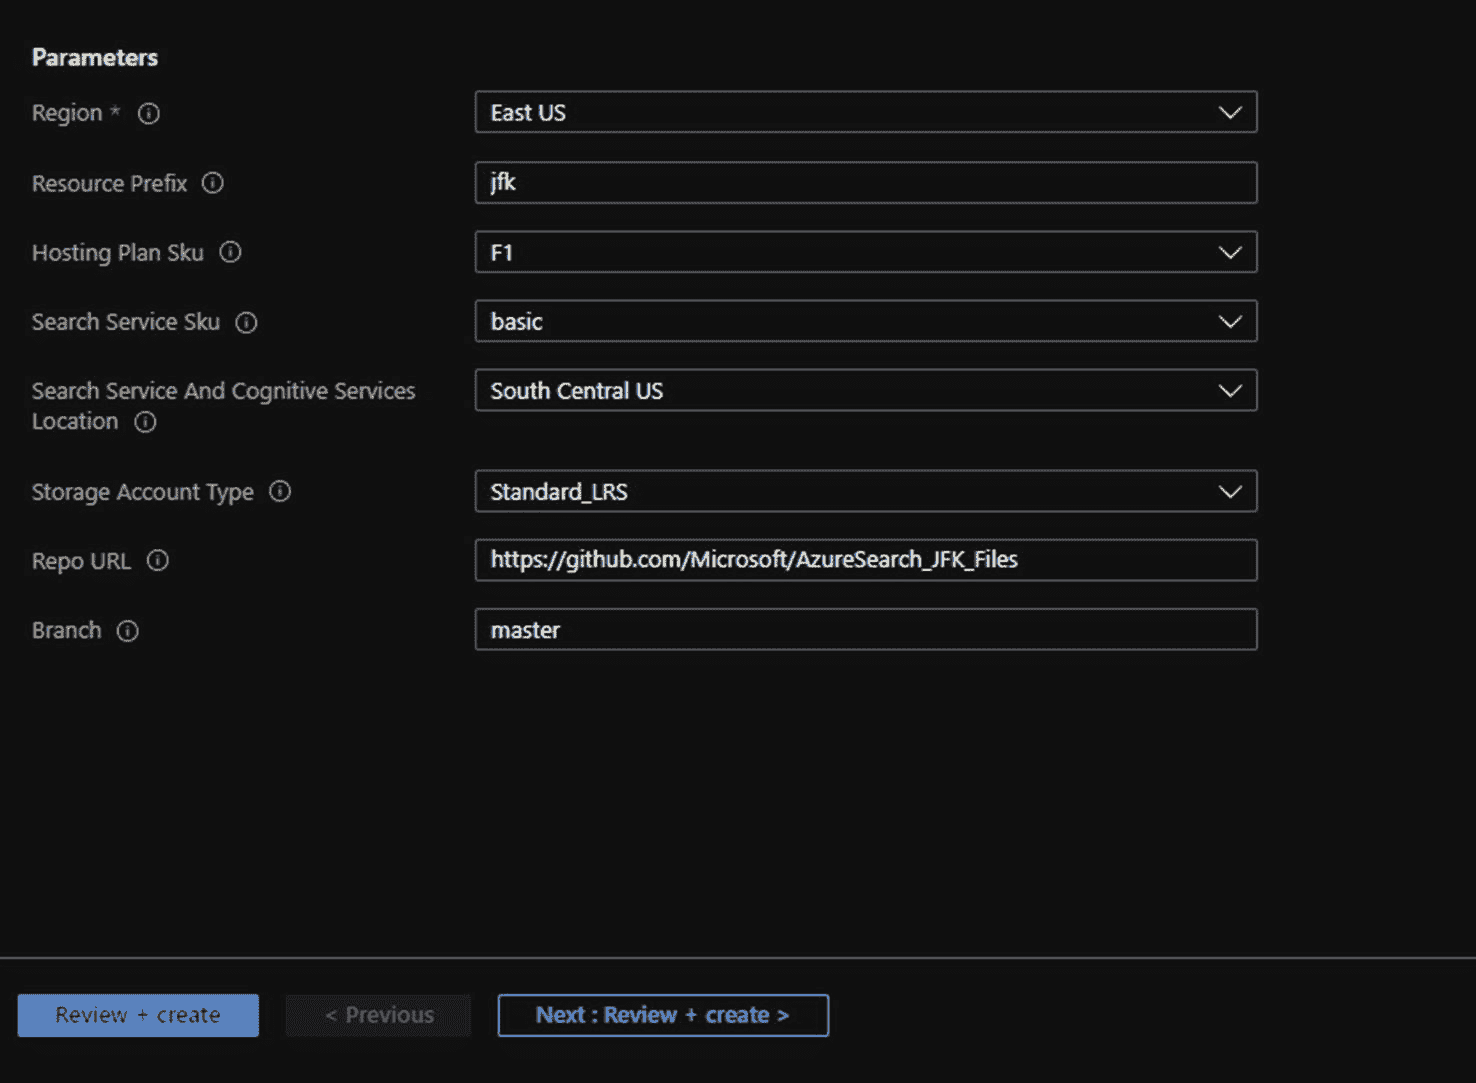 Parameters
Region *
East US
Resource Prefix
jfk
Hosting Plan Sku
F1
Search Service Sku
basic
Search Service And Cognitive Services
Location
South Central US
Storage Account Type
Standard_LRS
Repo URL
https://github.com/Microsoft/AzureSearch_JFK_Files
Branch
master
Review + create
< Previous
Next : Review + create >